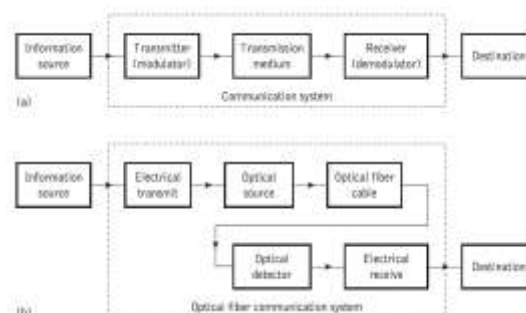 Information
source
Transmitter
(modulator)
Transmission
medium
Receiver
(demodulator)
Destination
Communication system
(a)
Information
source
Electrical
transmit
Optical
source
Optical fiber
cable
Optical
detector
Electrical
receive
Destination
Optical fiber communication system
(b)